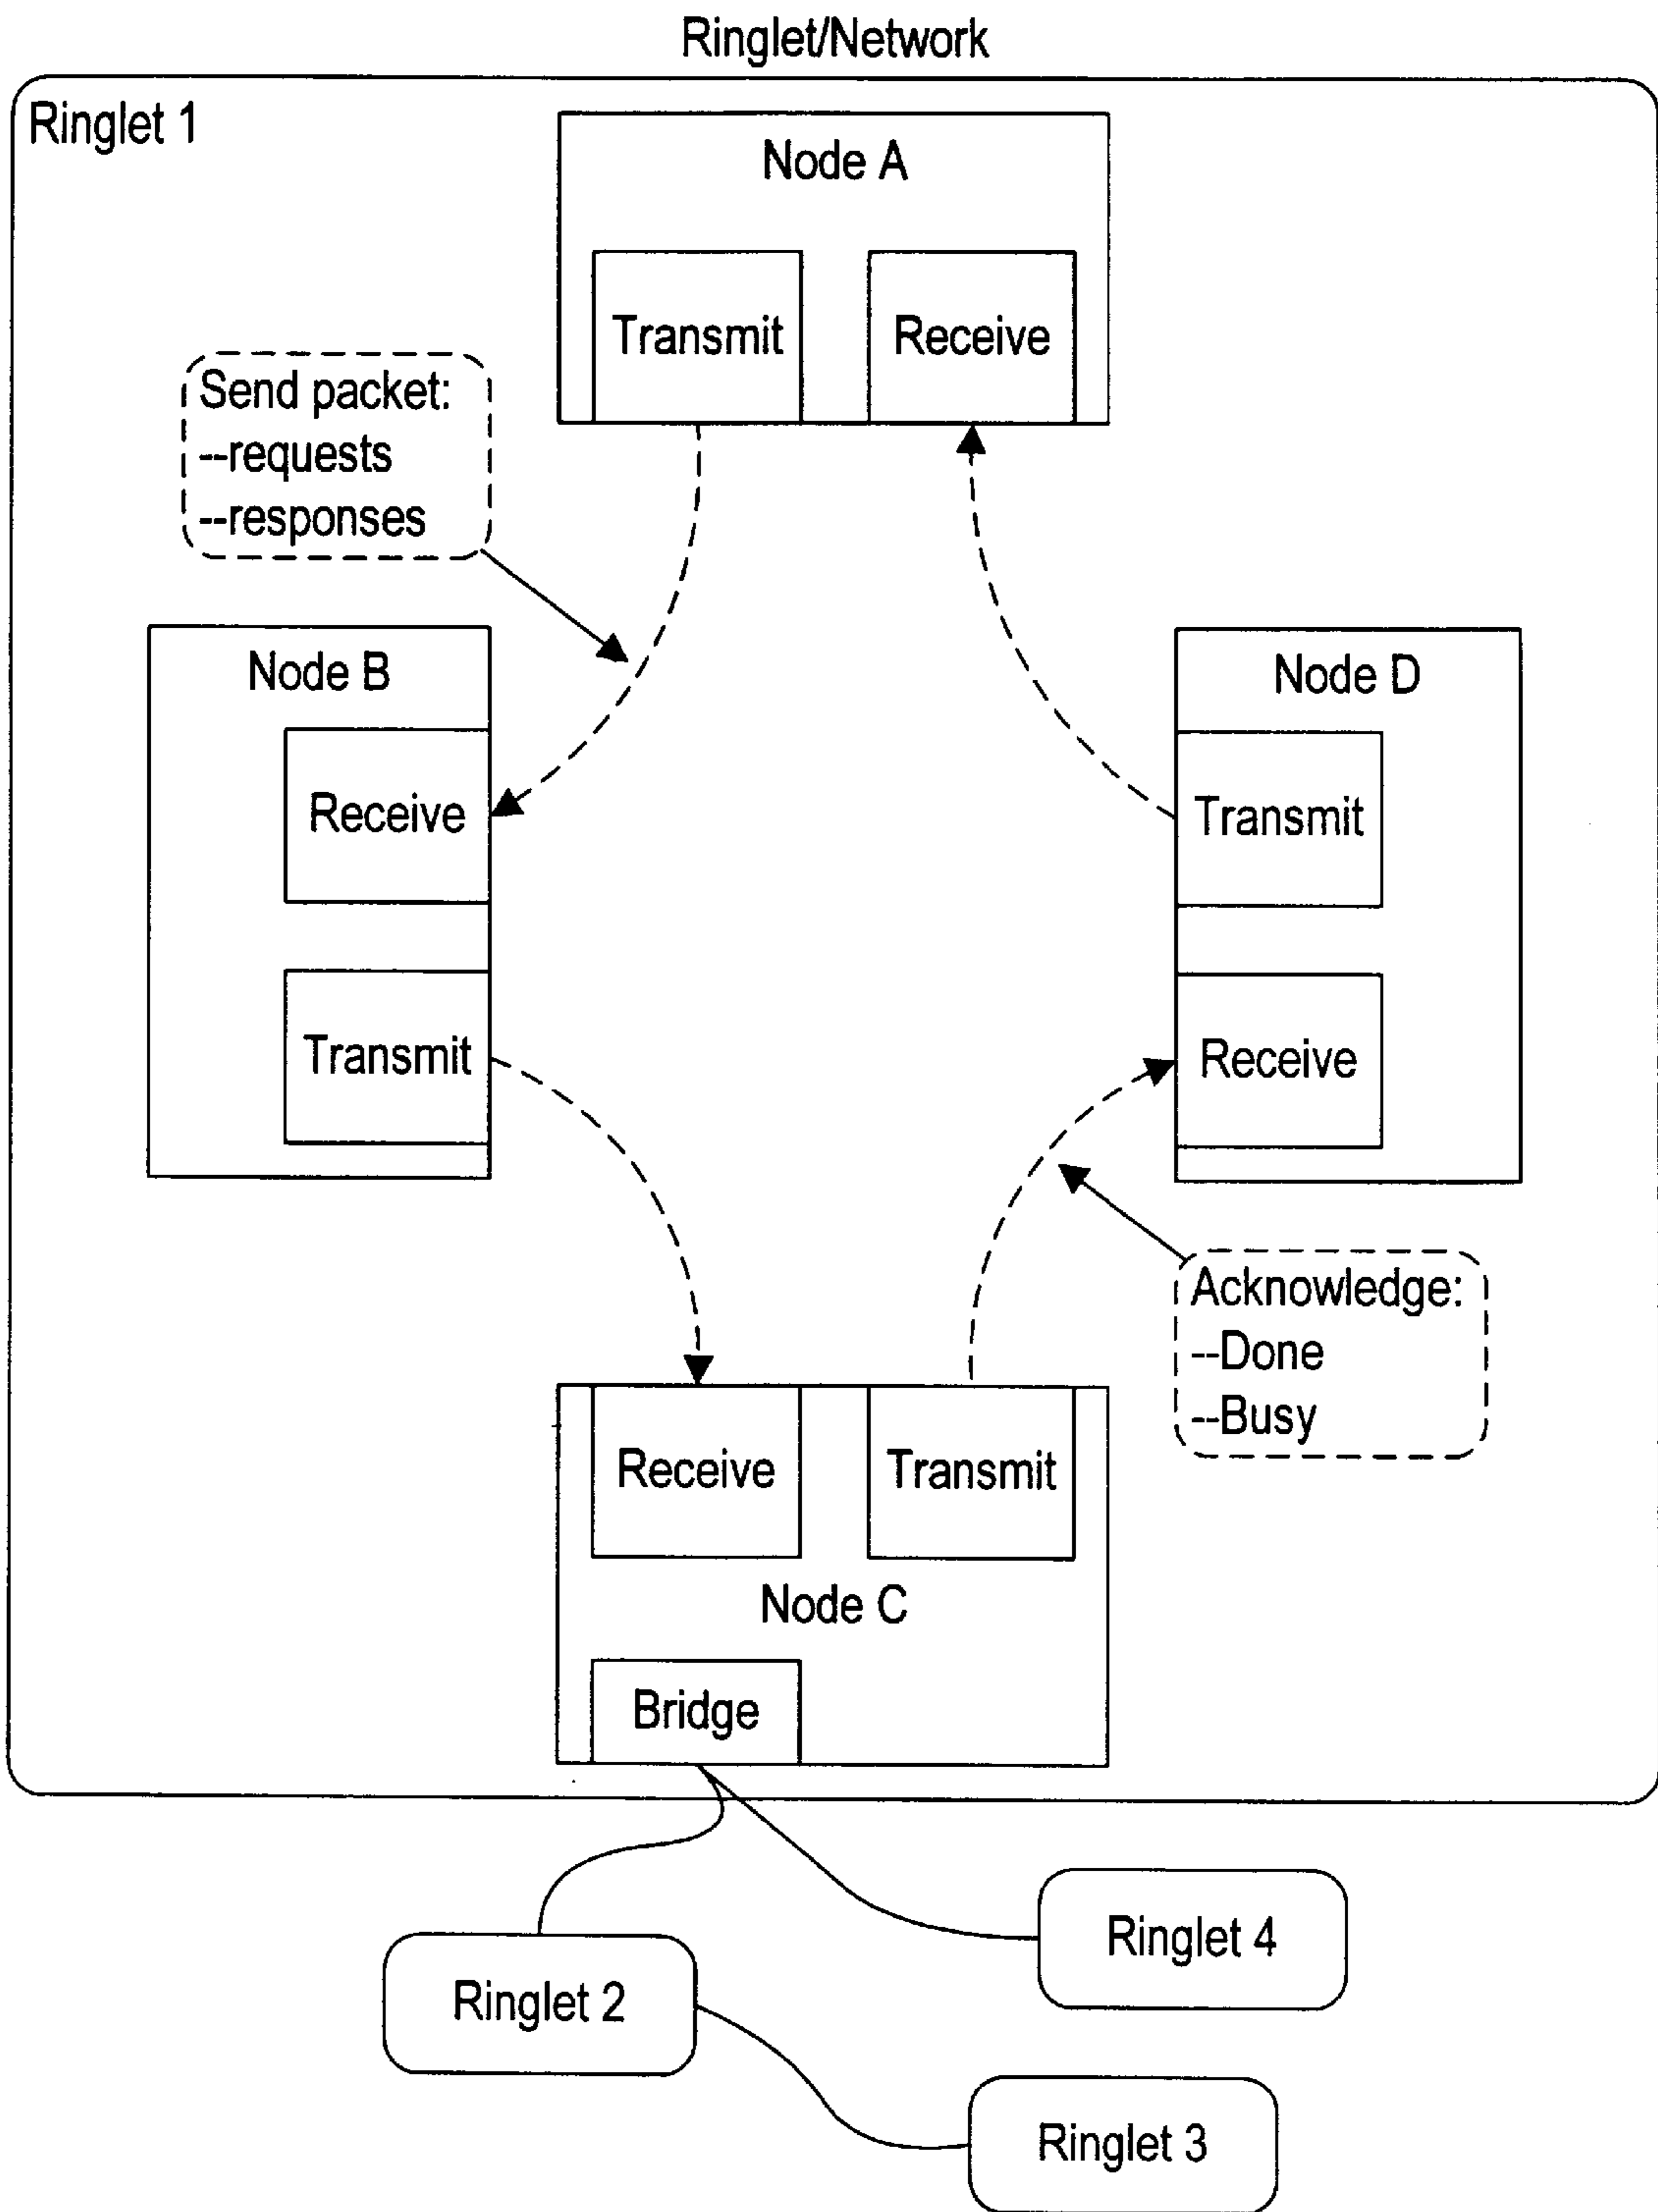 Ringlet/Network
Ringlet 1
Node A
Transmit
Receive
Send packet:
--requests
--responses
Node B
Receive
Transmit
Node D
Transmit
Receive
Acknowledge:
--Done
--Busy
Receive
Transmit
Node C
Bridge
Ringlet 4
Ringlet 2
Ringlet 3